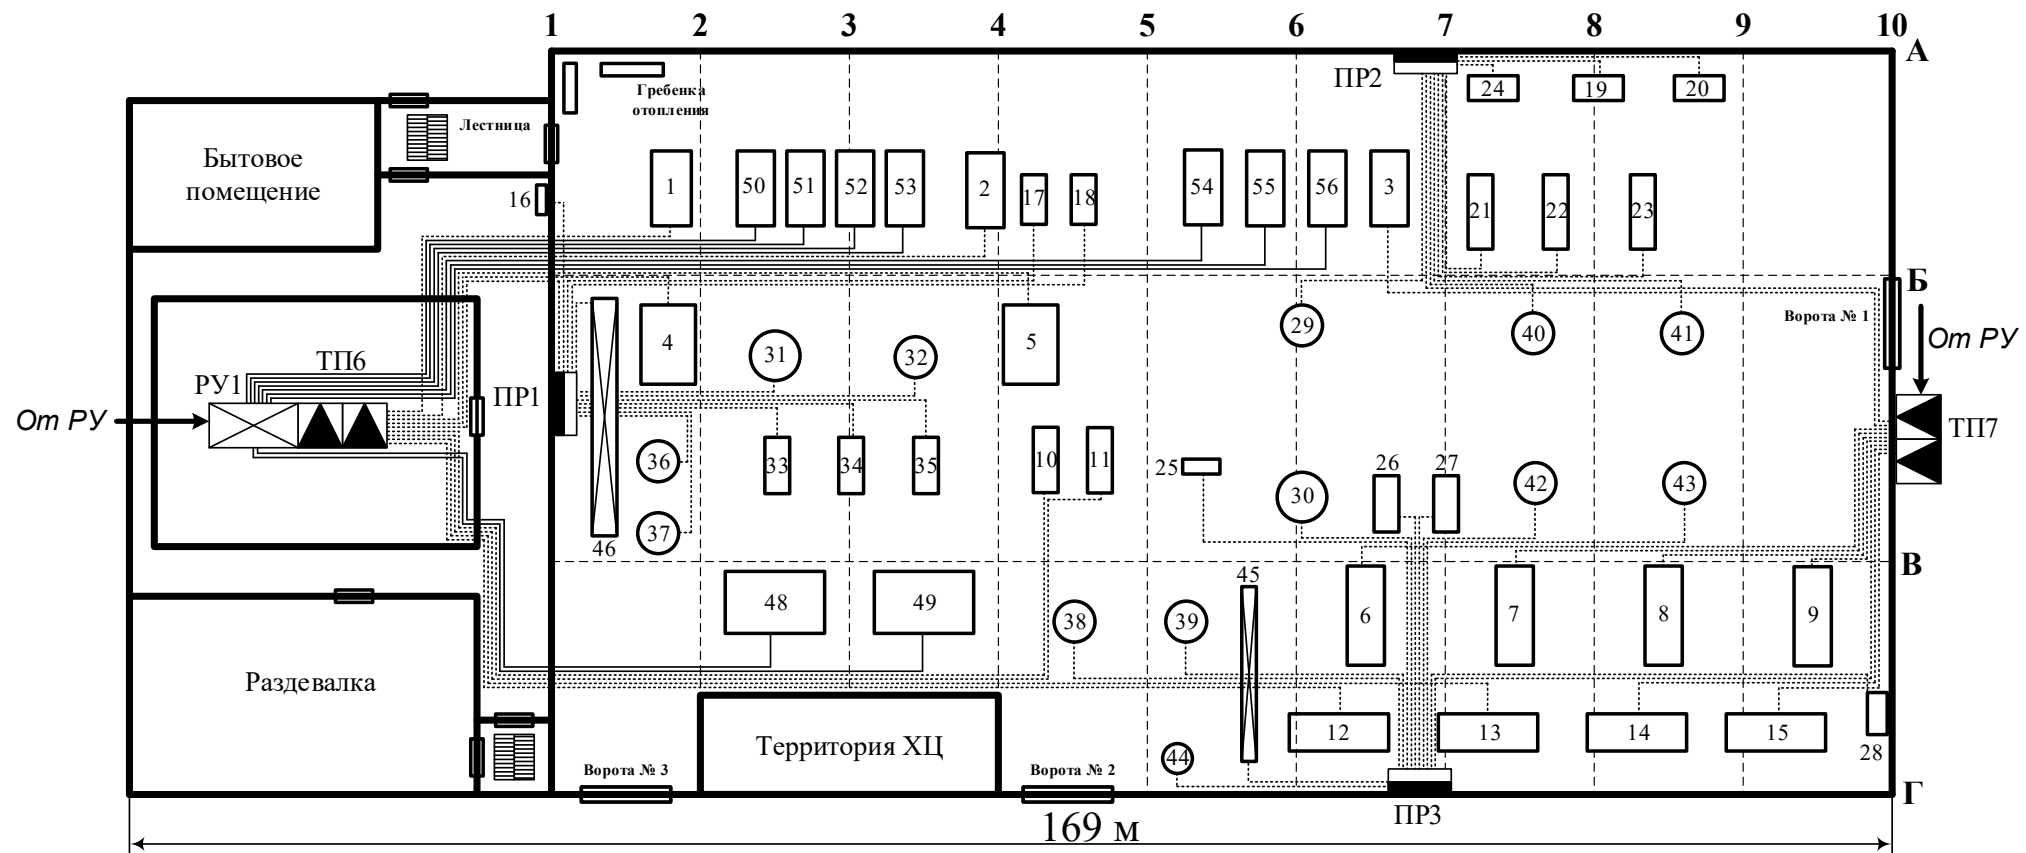 1 2 3 4 5 6 7 8 9 10
А
ПР2
24 19 20
Гребенка
отопления
Лестница
Бытовое
помещение
16
1 50 51 52 53 2 17 18 54 55 56 3 21 22 23
Б
Ворота № 1
От РУ
4 5 29 40 41
31 32
ТП6
РУ1
ПР1
От РУ
ТП7
36 33 34 35 10 11 25 30 26 27 42 43
37
46
В
45
48 49 38 39 6 7 8 9
Раздевалка
Территория ХЦ
12 13 14 15
28
44
Ворота № 3
Ворота № 2
Г
ПР3
169 м